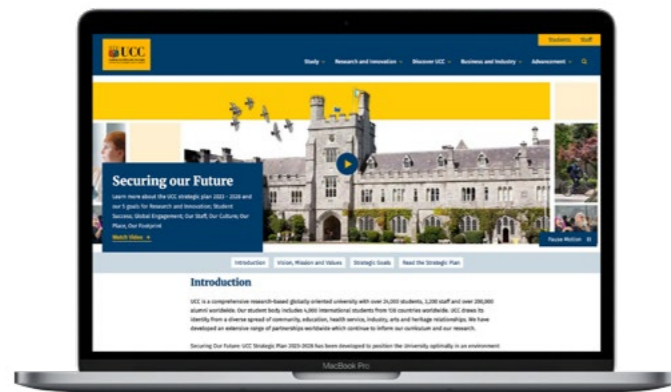 Students Staff
UCC
Study Research and Innovation Discover UCC Business and Industry Advancement
Securing our Future
Learn more about the UCC strategic plan 2023 - 2028 and
our 5 goals for Research and Innovation; Student
Success; Global Engagement; Our Staff, Our Culture; Our
Place, Our Footprint
Watch Video →
Pause Motion
Introduction Vision, Mission and Values Strategic Goals Read the Strategic Plan
Introduction
UCC is a comprehensive research-based globally oriented university with over 24,000 students, 3,200 staff and over 200,000
alumni worldwide. Our student body includes 4,000 international students from 138 countries worldwide. UCC draws its
identity from a diverse spread of community, education, health service, industry, arts and heritage relationships. We have
developed an extensive range of partnerships worldwide which continue to inform our curriculum and our research.
Securing Our Future: UCC Strategic Plan 2023-2028 has been developed to position the University optimally in an environment
MacBook Pro